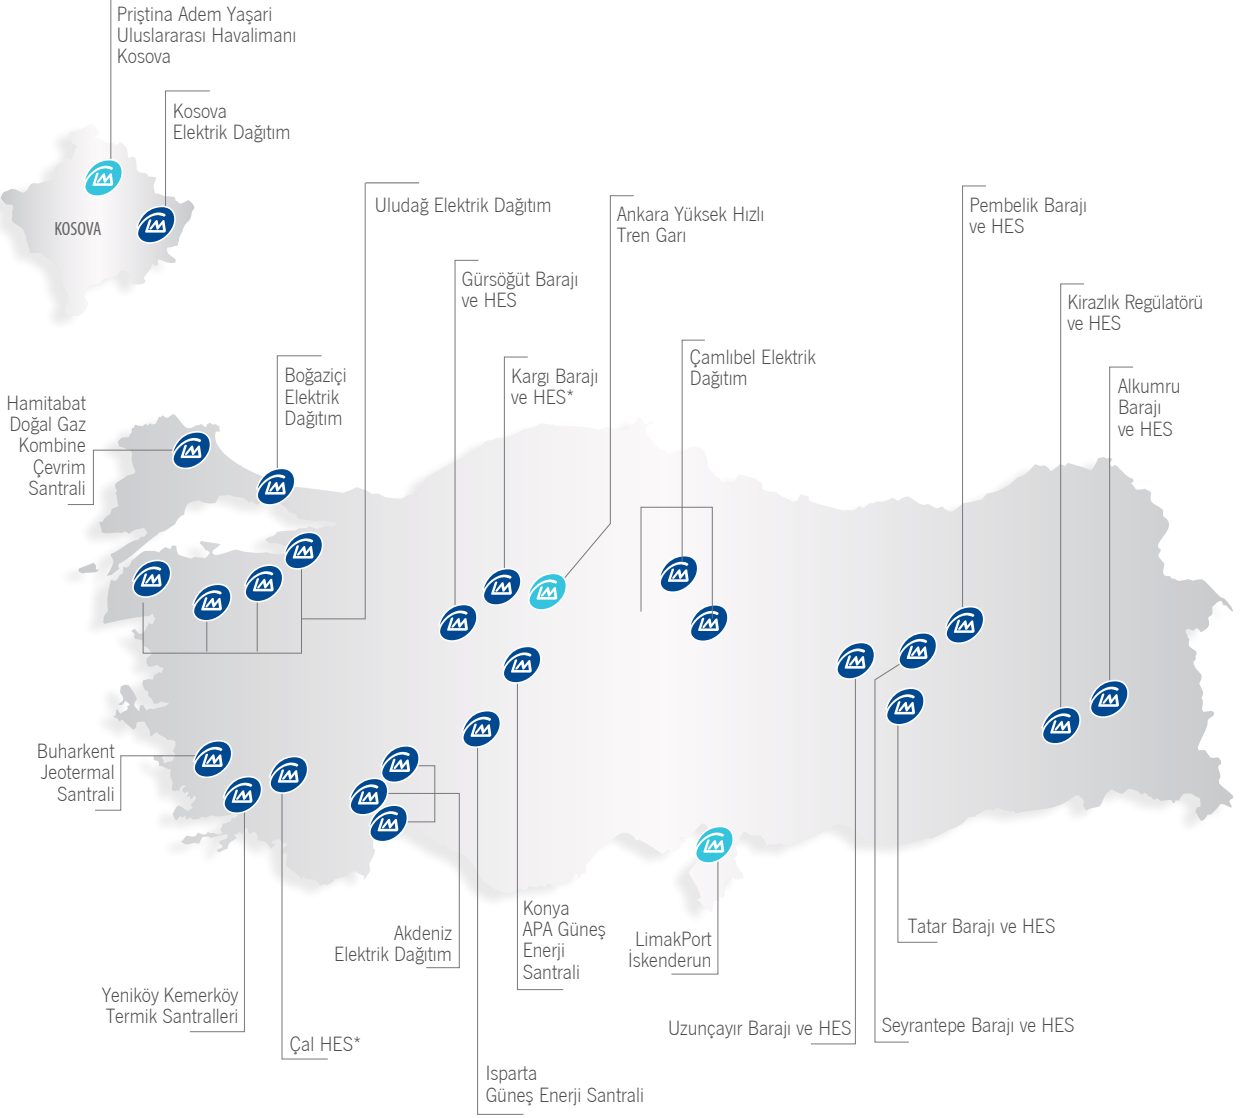 Priştina Adem Yaşari
Uluslararası Havalimanı
Kosova
Kosova
Elektrik Dağıtım
KOSOVA
Uludağ Elektrik Dağıtım
Ankara Yüksek Hızlı
Tren Garı
Pembelik Barajı
ve HES
Gürsöğüt Barajı
ve HES
Kirazlık Regülatörü
ve HES
Boğaziçi
Elektrik
Dağıtım
Kargı Barajı
ve HES*
Çamlıbel Elektrik
Dağıtım
Alkumru
Barajı
ve HES
Hamitabat
Doğal Gaz
Kombine
Çevrim
Santrali
Buharkent
Jeotermal
Santrali
Akdeniz
Elektrik Dağıtım
Konya
APA Güneş
Enerji
Santrali
LimakPort
İskenderun
Tatar Barajı ve HES
Yeniköy Kemerköy
Termik Santralleri
Çal HES*
Uzunçayır Barajı ve HES
Seyrantepe Barajı ve HES
Isparta
Güneş Enerji Santrali